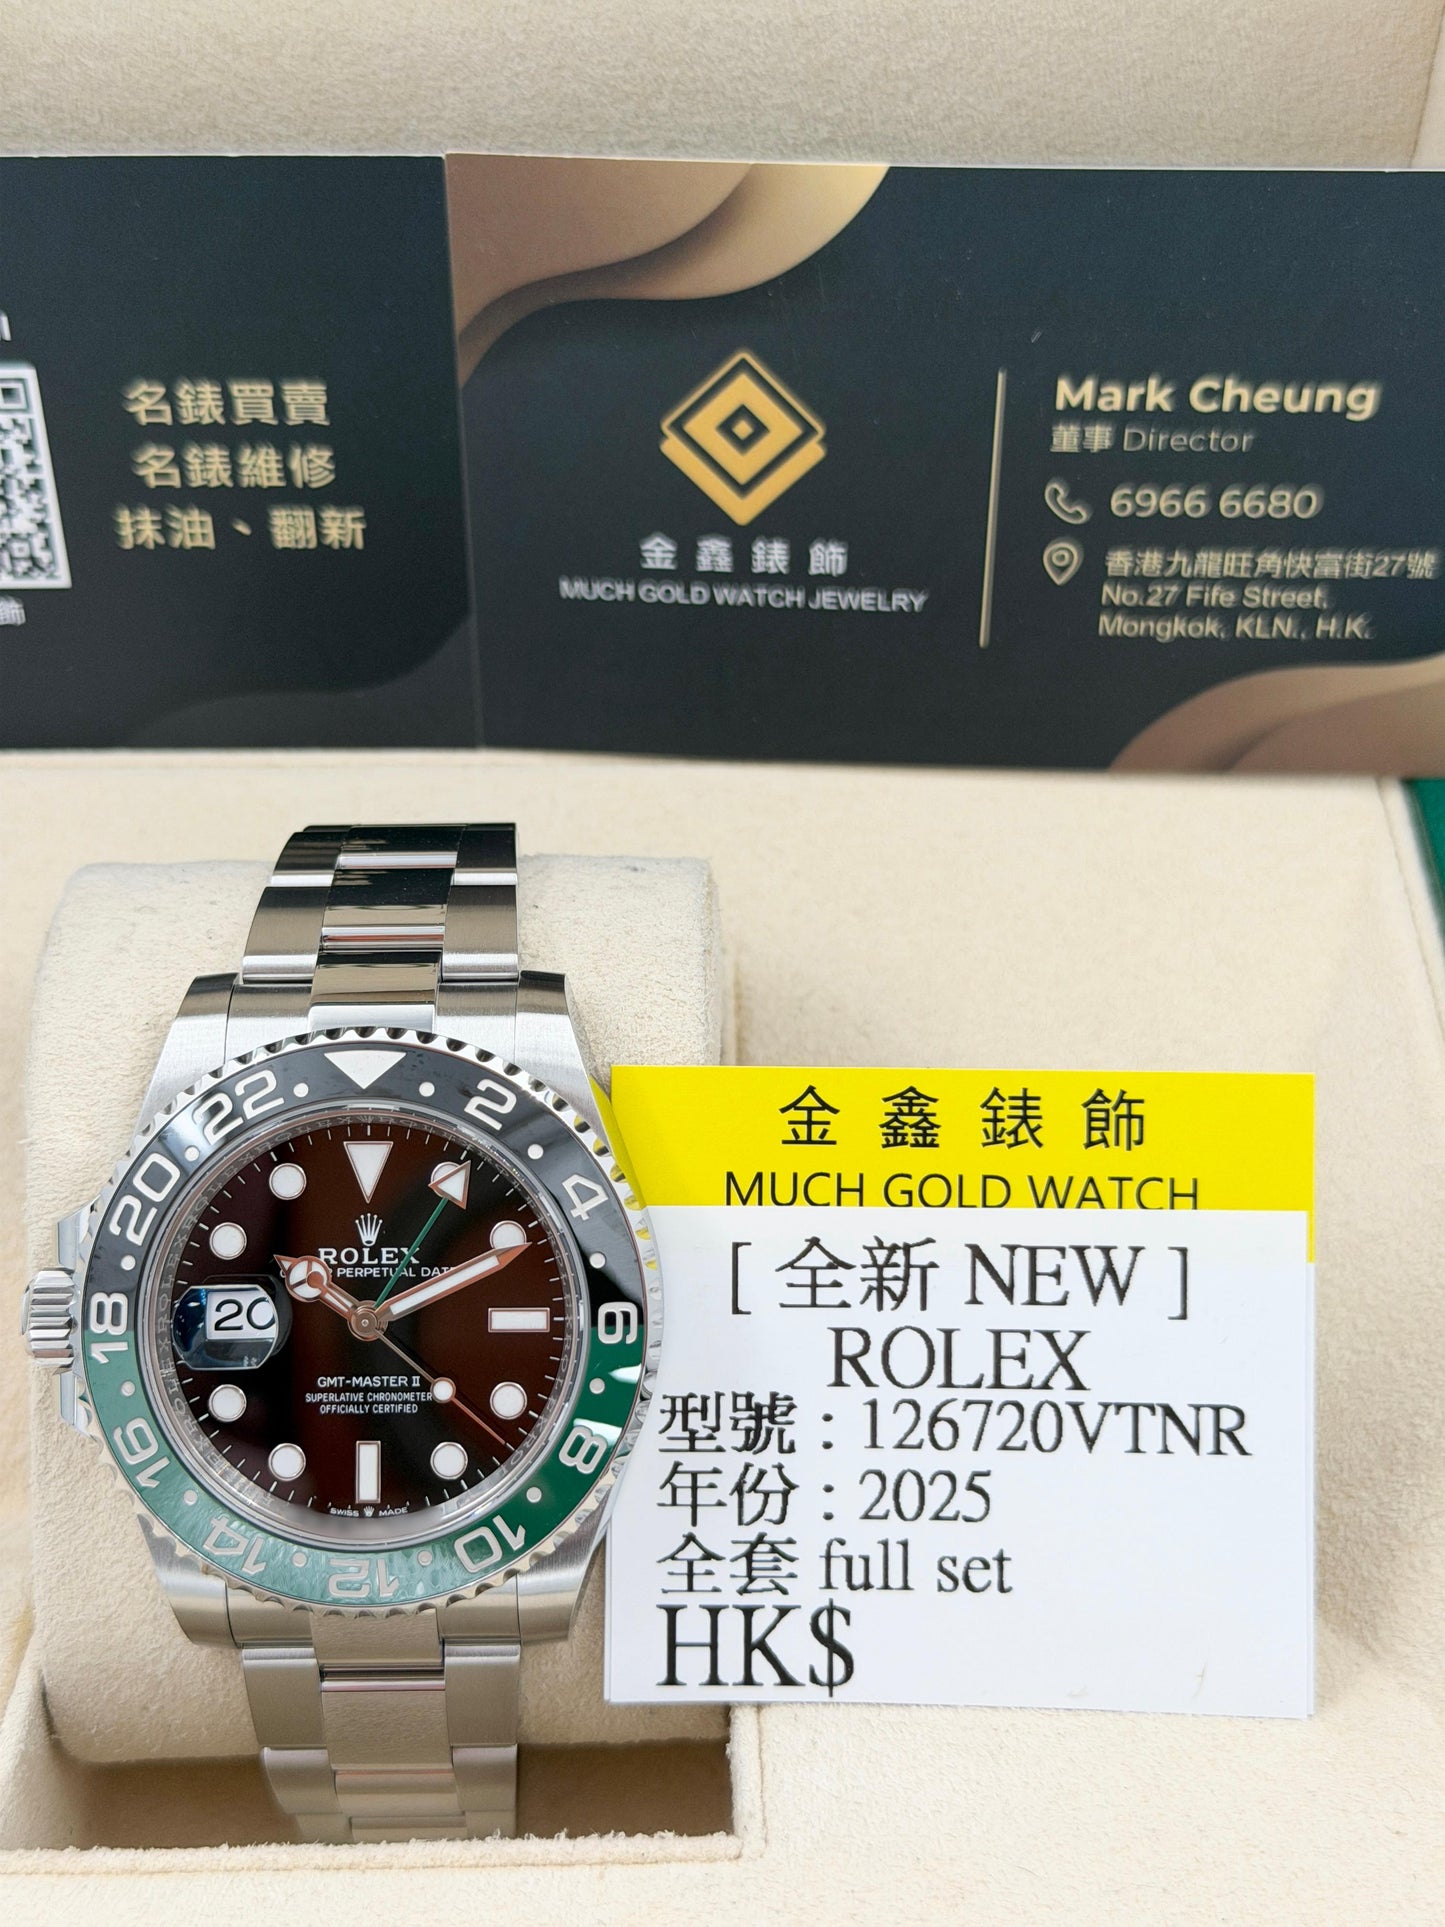 名錶買賣
名錶維修
抹油、翻新
飾
金鑫錶飾
MUCH GOLD WATCH JEWELRY
Mark Cheung
董事 Director
6966 6680
香港九龍旺角快富街27號
No.27 Fife Street,
Mongkok, KLN., H.K.
22
2
20
4
18
6
16
8
14
12
10
ROLEX
PERPETUAL DATE
20
GMT-MASTER II
SUPERLATIVE CHRONOMETER
OFFICIALLY CERTIFIED
SWISS MADE
金鑫錶飾
MUCH GOLD WATCH
[ 全新 NEW ]
ROLEX
型號 : 126720VTNR
年份 : 2025
全套 full set
HK$